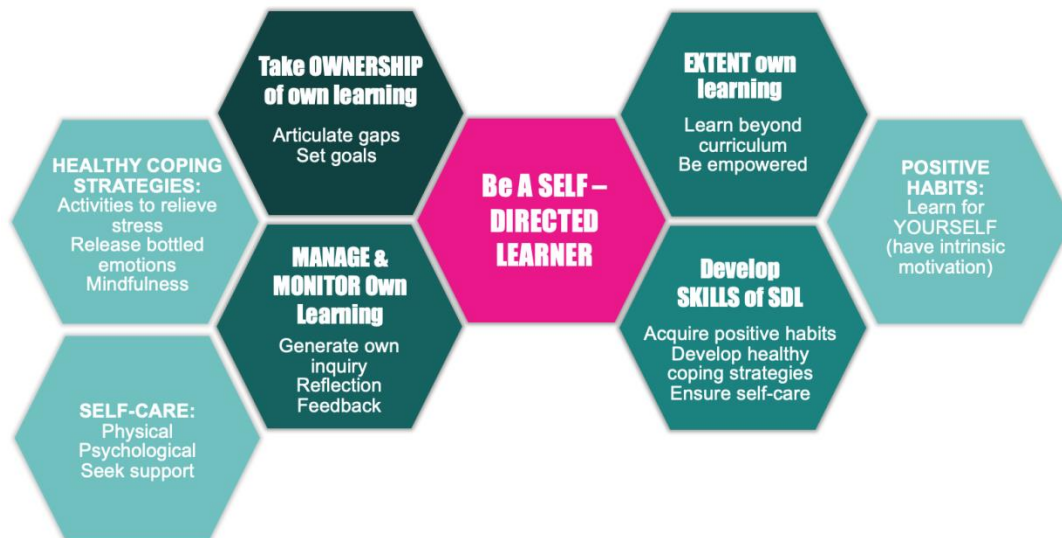 Take OWNERSHIP
of own learning
Articulate gaps
Set goals
EXTENT own
learning
Learn beyond
curriculum
Be empowered
HEALTHY COPING
STRATEGIES:
Activities to relieve
stress
Release bottled
emotions
Mindfulness
Be A SELF –
DIRECTED
LEARNER
POSITIVE
HABITS:
Learn for
YOURSELF
(have intrinsic
motivation)
MANAGE &
MONITOR Own
Learning
Generate own
inquiry
Reflection
Feedback
Develop
SKILLS of SDL
Acquire positive habits
Develop healthy
coping strategies
Ensure self-care
SELF-CARE:
Physical
Psychological
Seek support